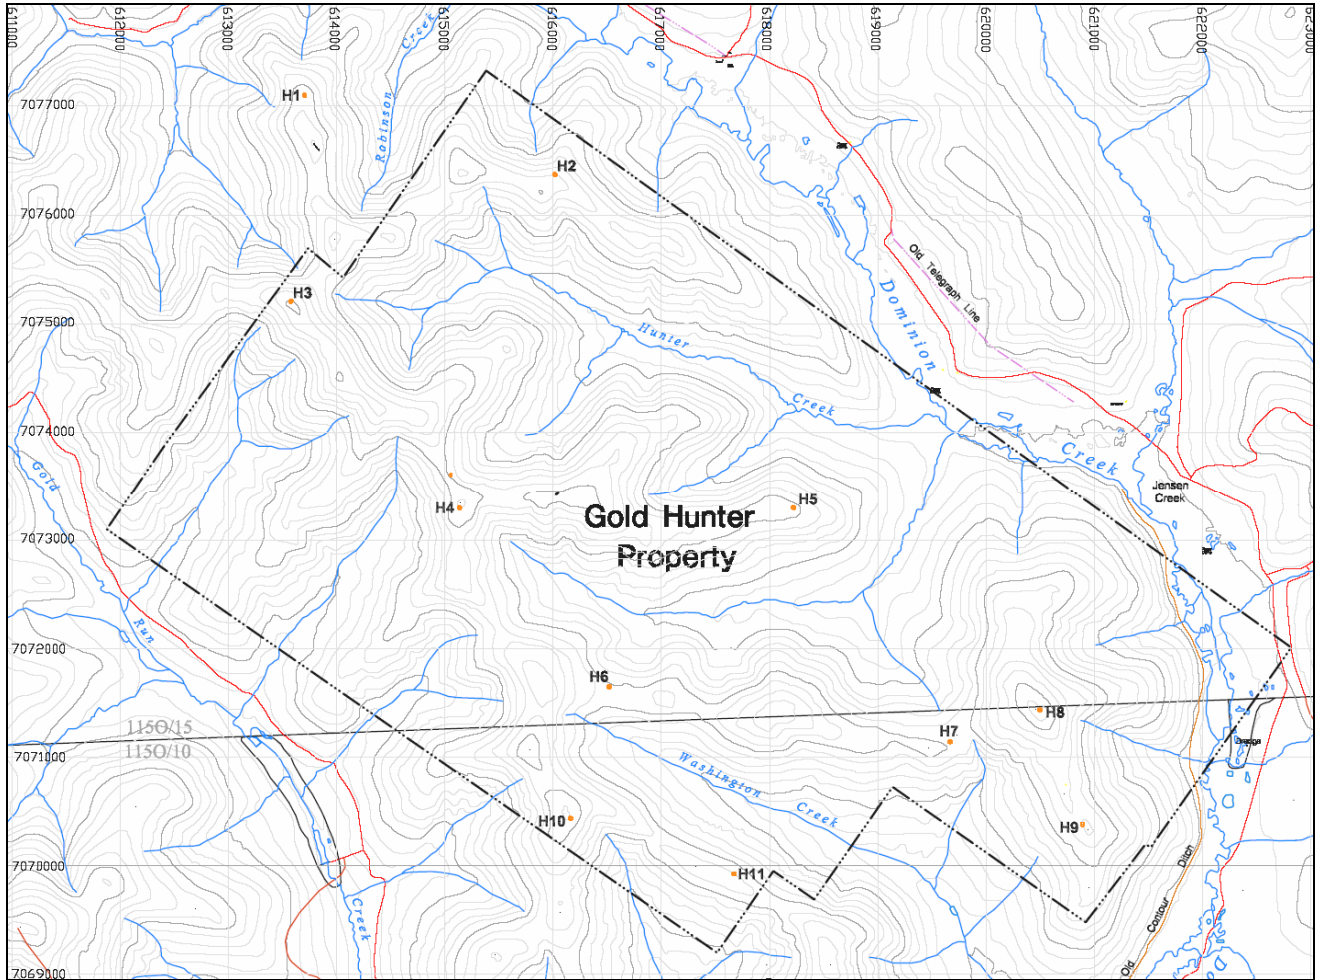 611000
612000
613000
614000
615000
616000
617000
618000
619000
620000
621000
622000
623000
7077000
7076000
7075000
7074000
7073000
7072000
7071000
7070000
7069000
Robinson Creek
H1
H2
H3
Old Telegraph Line
Dominion Creek
Hunter Creek
Gold Run Creek
H4
H5
Jensen
Creek
Gold Hunter
Property
H6
H7
H8
115O/15
115O/10
Washington Creek
Dredge
H9
H10
H11
Old Contour Ditch
D